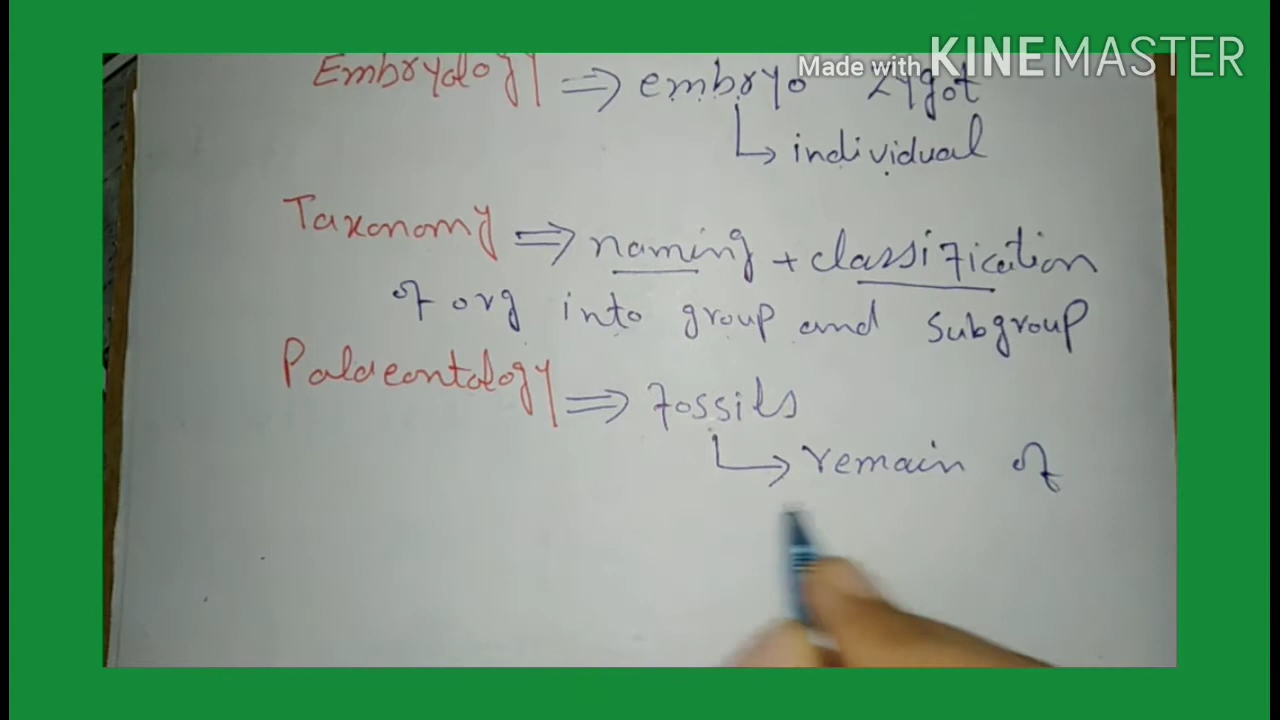 Made with KINEMASTER
Embryology ⇒ embryo zygot
↳ individual
Taxonomy ⇒ naming + classification
of org into group and subgroup
Palaeontology ⇒ Fossils
↳ remain of